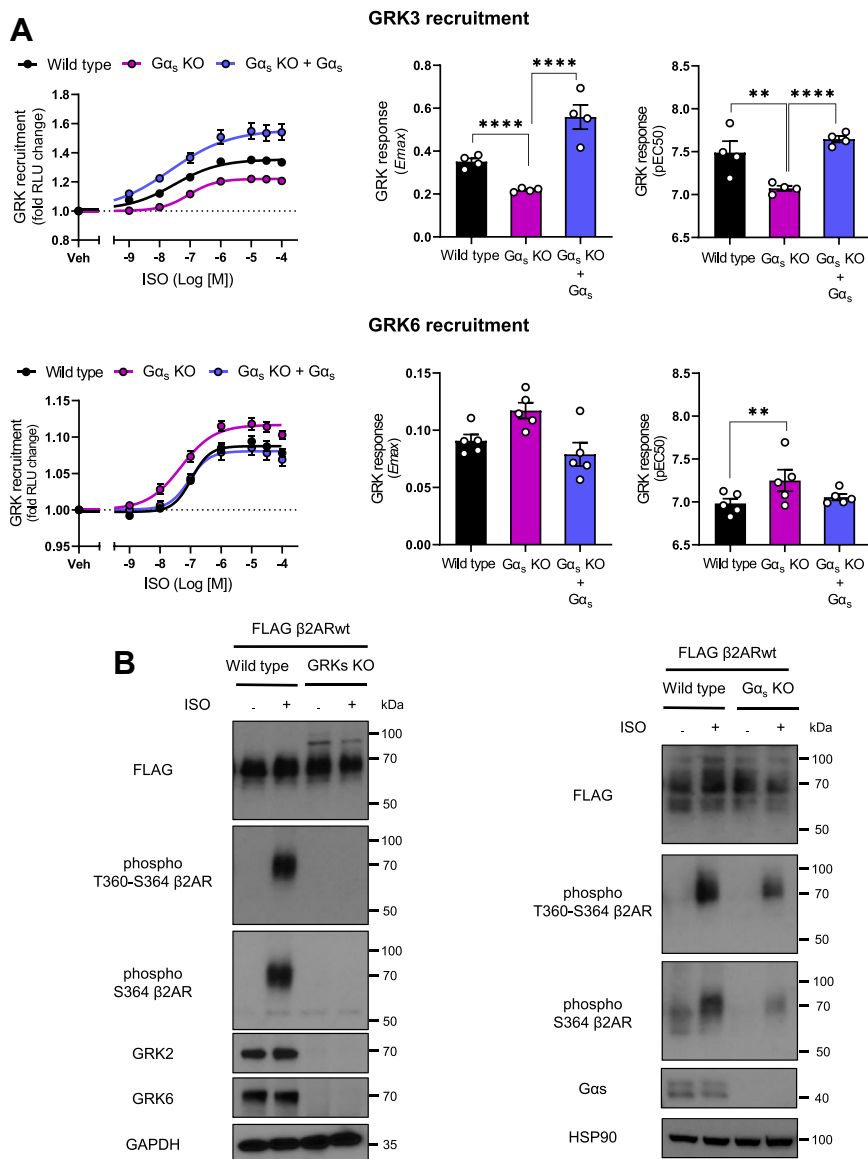 A
GRK3 recruitment
Wild type Gαs KO Gαs KO + Gαs
GRK recruitment
(fold RLU change)
1.8
1.6
1.4
1.2
1.0
0.8
Veh
-9 -8 -7 -6 -5 -4
ISO (Log [M])
GRK response
(Emax)
0.8
0.6
0.4
0.2
0.0
**** ****
Wild type Gαs KO Gαs KO
+
Gαs
GRK response
(pEC50)
8.5
8.0
7.5
7.0
6.5
** ****
Wild type Gαs KO Gαs KO
+
Gαs
GRK6 recruitment
Wild type Gαs KO Gαs KO + Gαs
GRK recruitment
(fold RLU change)
1.15
1.10
1.05
1.00
0.95
Veh
-9 -8 -7 -6 -5 -4
ISO (Log [M])
GRK response
(Emax)
0.15
0.10
0.05
0.00
Wild type Gαs KO Gαs KO
+
Gαs
GRK response
(pEC50)
8.5
8.0
7.5
7.0
6.5
**
Wild type Gαs KO Gαs KO
+
Gαs
B
FLAG β2ARwt
Wild type GRKs KO
ISO - + - + kDa
FLAG
100
70
50
phospho
T360-S364 β2AR
100
70
50
phospho
S364 β2AR
100
70
50
GRK2 70
GRK6 70
GAPDH 35
FLAG β2ARwt
Wild type Gαs KO
ISO - + - + kDa
FLAG
100
70
50
phospho
T360-S364 β2AR
100
70
50
phospho
S364 β2AR
100
70
50
Gαs 40
HSP90 100